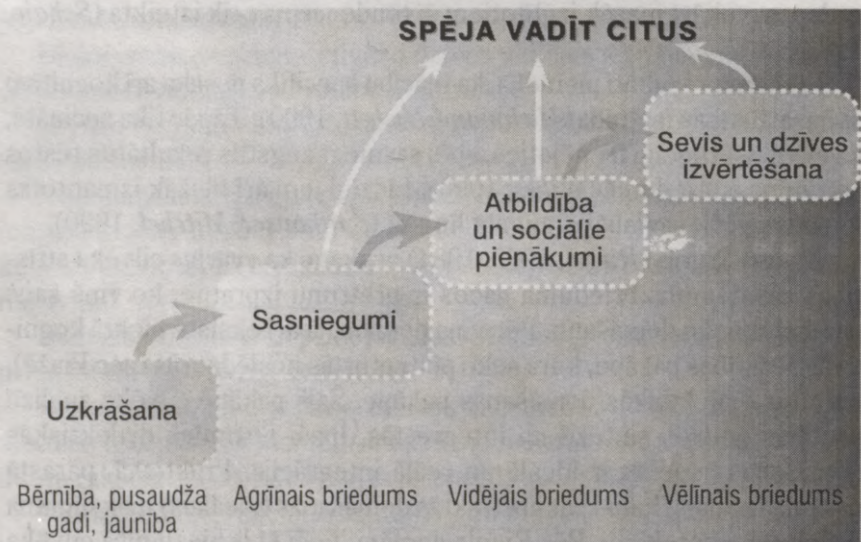 SPĒJA VADĪT CITUS
Sevis un dzīves
izvērtēšana
Atbildība
un sociālie
pienākumi
Sasniegumi
Uzkrāšana
Bērnība, pusaudža
gadi, jaunība
Agrīnais briedums
Vidējais briedums
Vēlīnais briedums